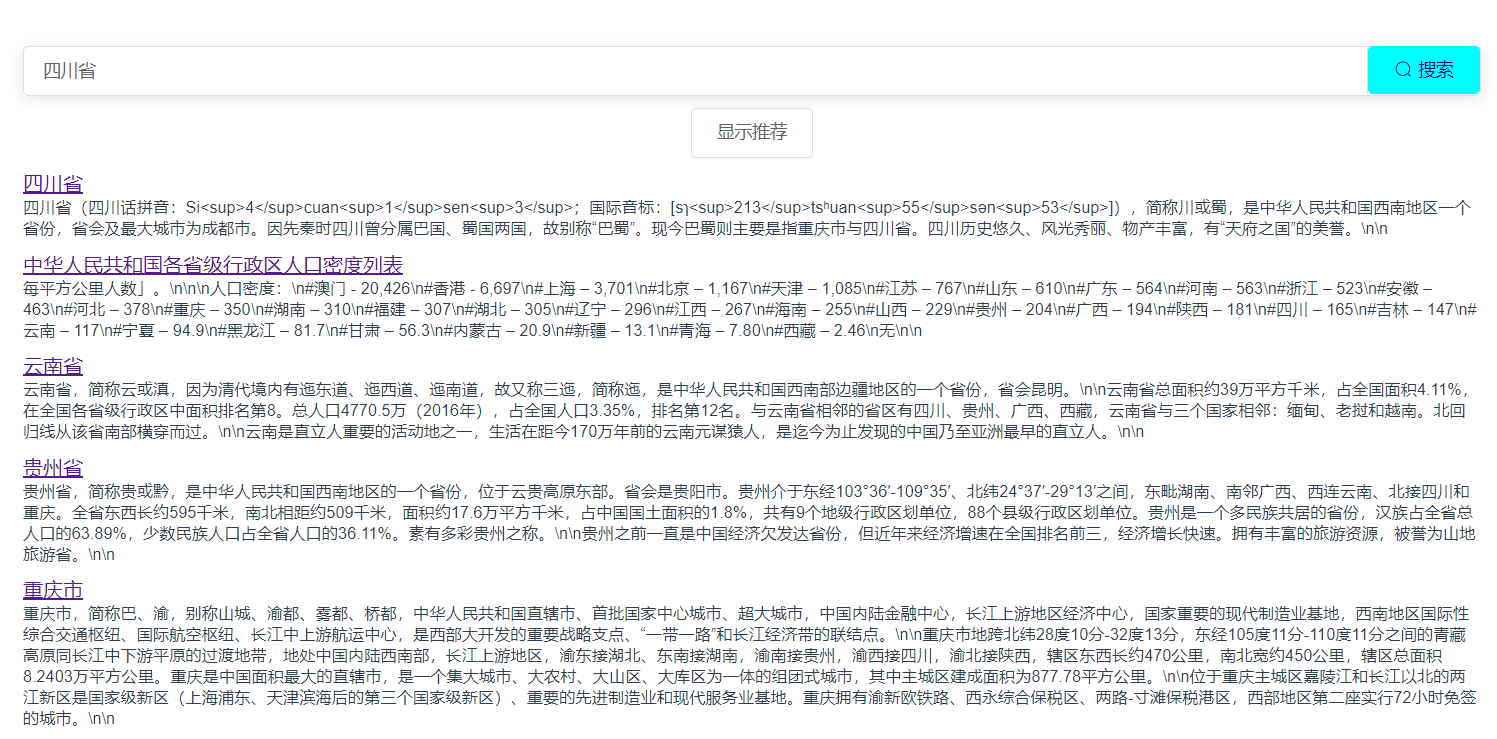 四川省
搜索
显示推荐
四川省
四川省（四川话拼音：Si<sup>4</sup>cuan<sup>1</sup>sen<sup>3</sup>；国际音标：[sɿ<sup>213</sup>tsʰuan<sup>55</sup>sən<sup>53</sup>]），简称川或蜀，是中华人民共和国西南地区一个
省份，省会及最大城市为成都市。因先秦时四川曾分属巴国、蜀国两国，故别称“巴蜀”。现今巴蜀则主要是指重庆市与四川省。四川历史悠久、风光秀丽、物产丰富，有“天府之国”的美誉。\n\n
中华人民共和国各省级行政区人口密度列表
每平方公里人数」。\n\n\n人口密度：\n#澳门 - 20,426\n#香港 - 6,697\n#上海 – 3,701\n#北京 – 1,167\n#天津 – 1,085\n#江苏 – 767\n#山东 – 610\n#广东 – 564\n#河南 – 563\n#浙江 – 523\n#安徽 –
463\n#河北 – 378\n#重庆 – 350\n#湖南 – 310\n#福建 – 307\n#湖北 – 305\n#辽宁 – 296\n#江西 – 267\n#海南 – 255\n#山西 – 229\n#贵州 – 204\n#广西 – 194\n#陕西 – 181\n#四川 – 165\n#吉林 – 147\n#
云南 – 117\n#宁夏 – 94.9\n#黑龙江 – 81.7\n#甘肃 – 56.3\n#内蒙古 – 20.9\n#新疆 – 13.1\n#青海 – 7.80\n#西藏 – 2.46\n无\n\n
云南省
云南省，简称云或滇，因为清代境内有迤东道、迤西道、迤南道，故又称三迤，简称迤，是中华人民共和国西南部边疆地区的一个省份，省会昆明。\n\n云南省总面积约39万平方千米，占全国面积4.11%，
在全国各省级行政区中面积排名第8。总人口4770.5万（2016年），占全国人口3.35%，排名第12名。与云南省相邻的省区有四川、贵州、广西、西藏，云南省与三个国家相邻：缅甸、老挝和越南。北回
归线从该省南部横穿而过。\n\n云南是直立人重要的活动地之一，生活在距今170万年前的云南元谋猿人，是迄今为止发现的中国乃至亚洲最早的直立人。\n\n
贵州省
贵州省，简称贵或黔，是中华人民共和国西南地区的一个省份，位于云贵高原东部。省会是贵阳市。贵州介于东经103°36′-109°35′、北纬24°37′-29°13′之间，东毗湖南、南邻广西、西连云南、北接四川和
重庆。全省东西长约595千米，南北相距约509千米，面积约17.6万平方千米，占中国国土面积的1.8%，共有9个地级行政区划单位，88个县级行政区划单位。贵州是一个多民族共居的省份，汉族占全省总
人口的63.89%，少数民族人口占全省人口的36.11%。素有多彩贵州之称。\n\n贵州之前一直是中国经济欠发达省份，但近年来经济增速在全国排名前三，经济增长快速。拥有丰富的旅游资源，被誉为山地
旅游省。\n\n
重庆市
重庆市，简称巴、渝，别称山城、渝都、雾都、桥都，中华人民共和国直辖市、首批国家中心城市、超大城市，中国内陆金融中心，长江上游地区经济中心，国家重要的现代制造业基地，西南地区国际性
综合交通枢纽、国际航空枢纽、长江中上游航运中心，是西部大开发的重要战略支点、“一带一路”和长江经济带的联结点。\n\n重庆市地跨北纬28度10分-32度13分，东经105度11分-110度11分之间的青藏
高原同长江中下游平原的过渡地带，地处中国内陆西南部，长江上游地区，渝东接湖北、东南接湖南，渝南接贵州，渝西接四川，渝北接陕西，辖区东西长约470公里，南北宽约450公里，辖区总面积
8.2403万平方公里。重庆是中国面积最大的直辖市，是一个集大城市、大农村、大山区、大库区为一体的组团式城市，其中主城区建成面积为877.78平方公里。\n\n位于重庆主城区嘉陵江和长江以北的两
江新区是国家级新区（上海浦东、天津滨海后的第三个国家级新区）、重要的先进制造业和现代服务业基地。重庆拥有渝新欧铁路、西永综合保税区、两路-寸滩保税港区，西部地区第二座实行72小时免签
的城市。\n\n